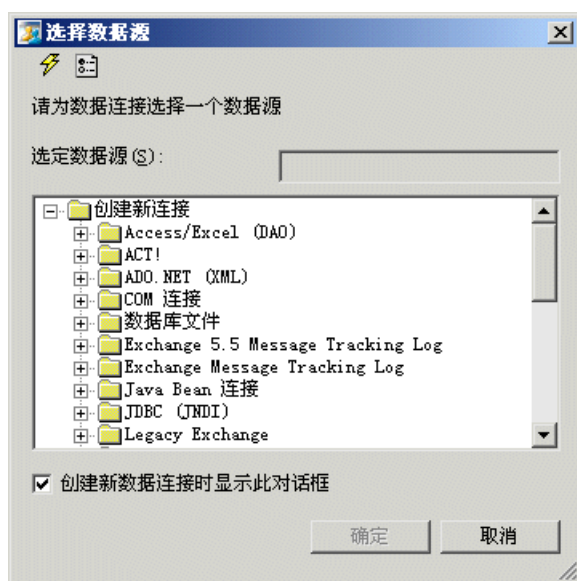 选择数据源
请为数据连接选择一个数据源
选定数据源(S):
创建新连接
Access/Excel (DAO)
ACT!
ADO.NET (XML)
COM 连接
数据库文件
Exchange 5.5 Message Tracking Log
Exchange Message Tracking Log
Java Bean 连接
JDBC (JNDI)
Legacy Exchange
创建新数据连接时显示此对话框
确定 取消